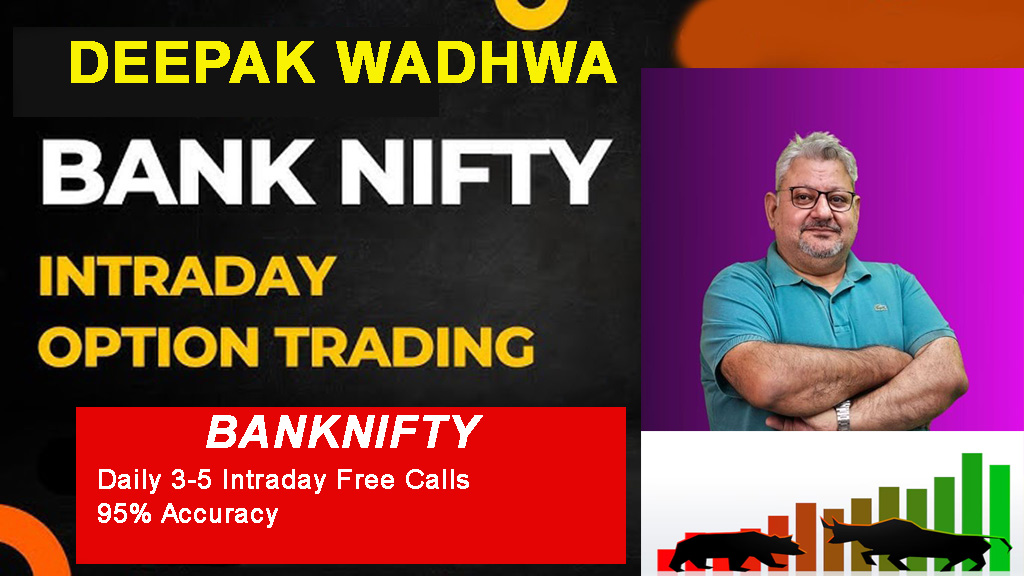 DEEPAK WADHWA
BANK NIFTY
INTRADAY
OPTION TRADING
BANKNIFTY
Daily 3-5 Intraday Free Calls
95% Accuracy